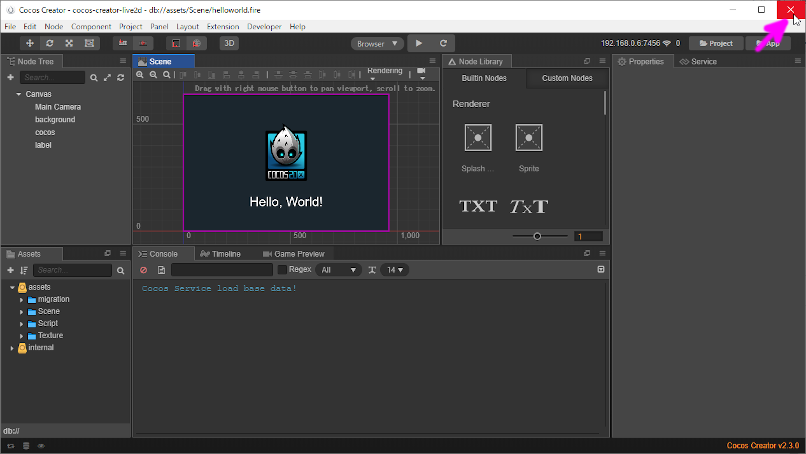 Cocos Creator - cocos-creator-live2d - db://assets/Scene/helloworld.fire
File Edit Node Component Project Panel Layout Extension Developer Help
3D Browser 192.168.0.6:7456 0 Project App
Node Tree Scene Node Library Properties Service
Search... Rendering Builtin Nodes Custom Nodes
Drag with right mouse button to pan viewport, scroll to zoom.
Canvas
Main Camera
background
cocos
label
500
COCOS2DX
Hello, World!
0
0 500 1,000
Renderer
Splash ... Sprite
TXT TXT
1
Assets Console Timeline Game Preview
Search... Regex All 14
Cocos Service load base data!
assets
migration
Scene
Script
Texture
internal
db://
Cocos Creator v2.3.0